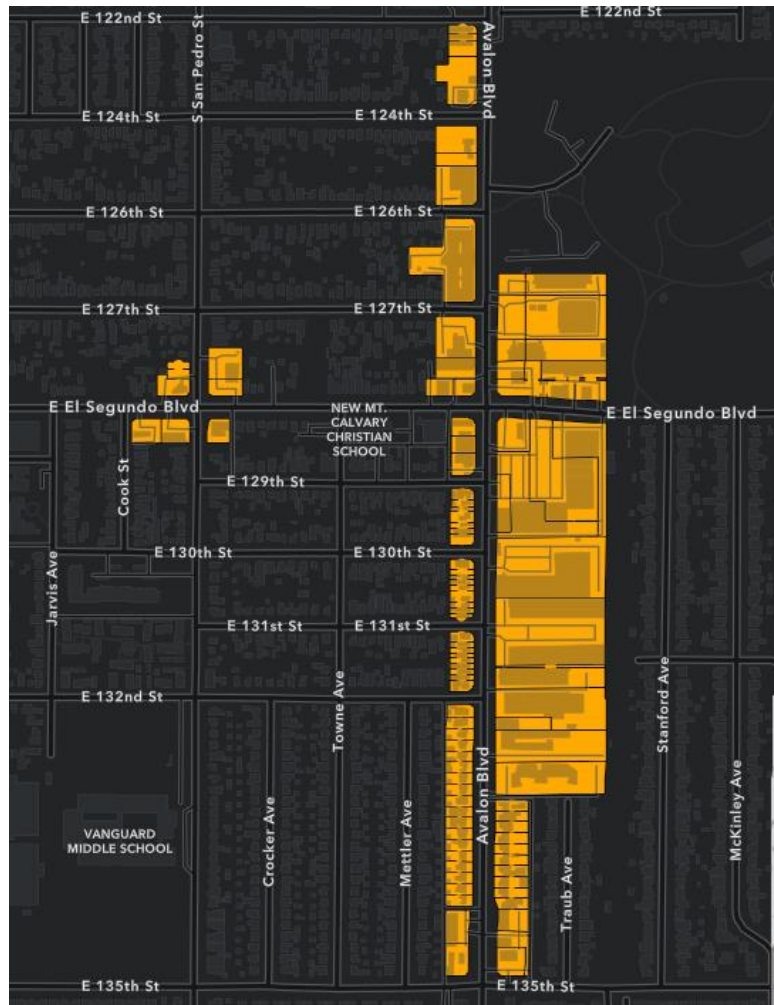 E 122nd St
E 122nd St
S San Pedro St
Avalon Blvd
E 124th St
E 124th St
E 126th St
E 126th St
E 127th St
E 127th St
E El Segundo Blvd
E El Segundo Blvd
NEW MT.
CALVARY
CHRISTIAN
SCHOOL
Cook St
E 129th St
E 130th St
E 130th St
Jarvis Ave
E 131st St
E 131st St
E 132nd St
Towne Ave
Stanford Ave
Avalon Blvd
McKinley Ave
Crocker Ave
Mettler Ave
VANGUARD
MIDDLE SCHOOL
Traub Ave
E 135th St
E 135th St